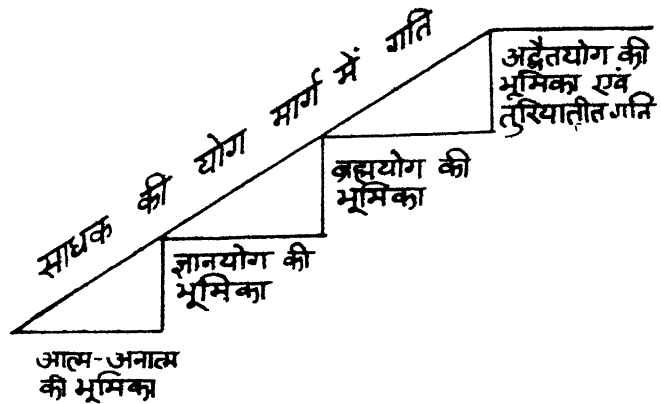 साधक की योग मार्ग में गति
अद्वैतयोग की
भूमिका एवं
तुरियातीत गति
ब्रह्मयोग की
भूमिका
ज्ञानयोग की
भूमिका
आत्म-अनात्म
की भूमिका